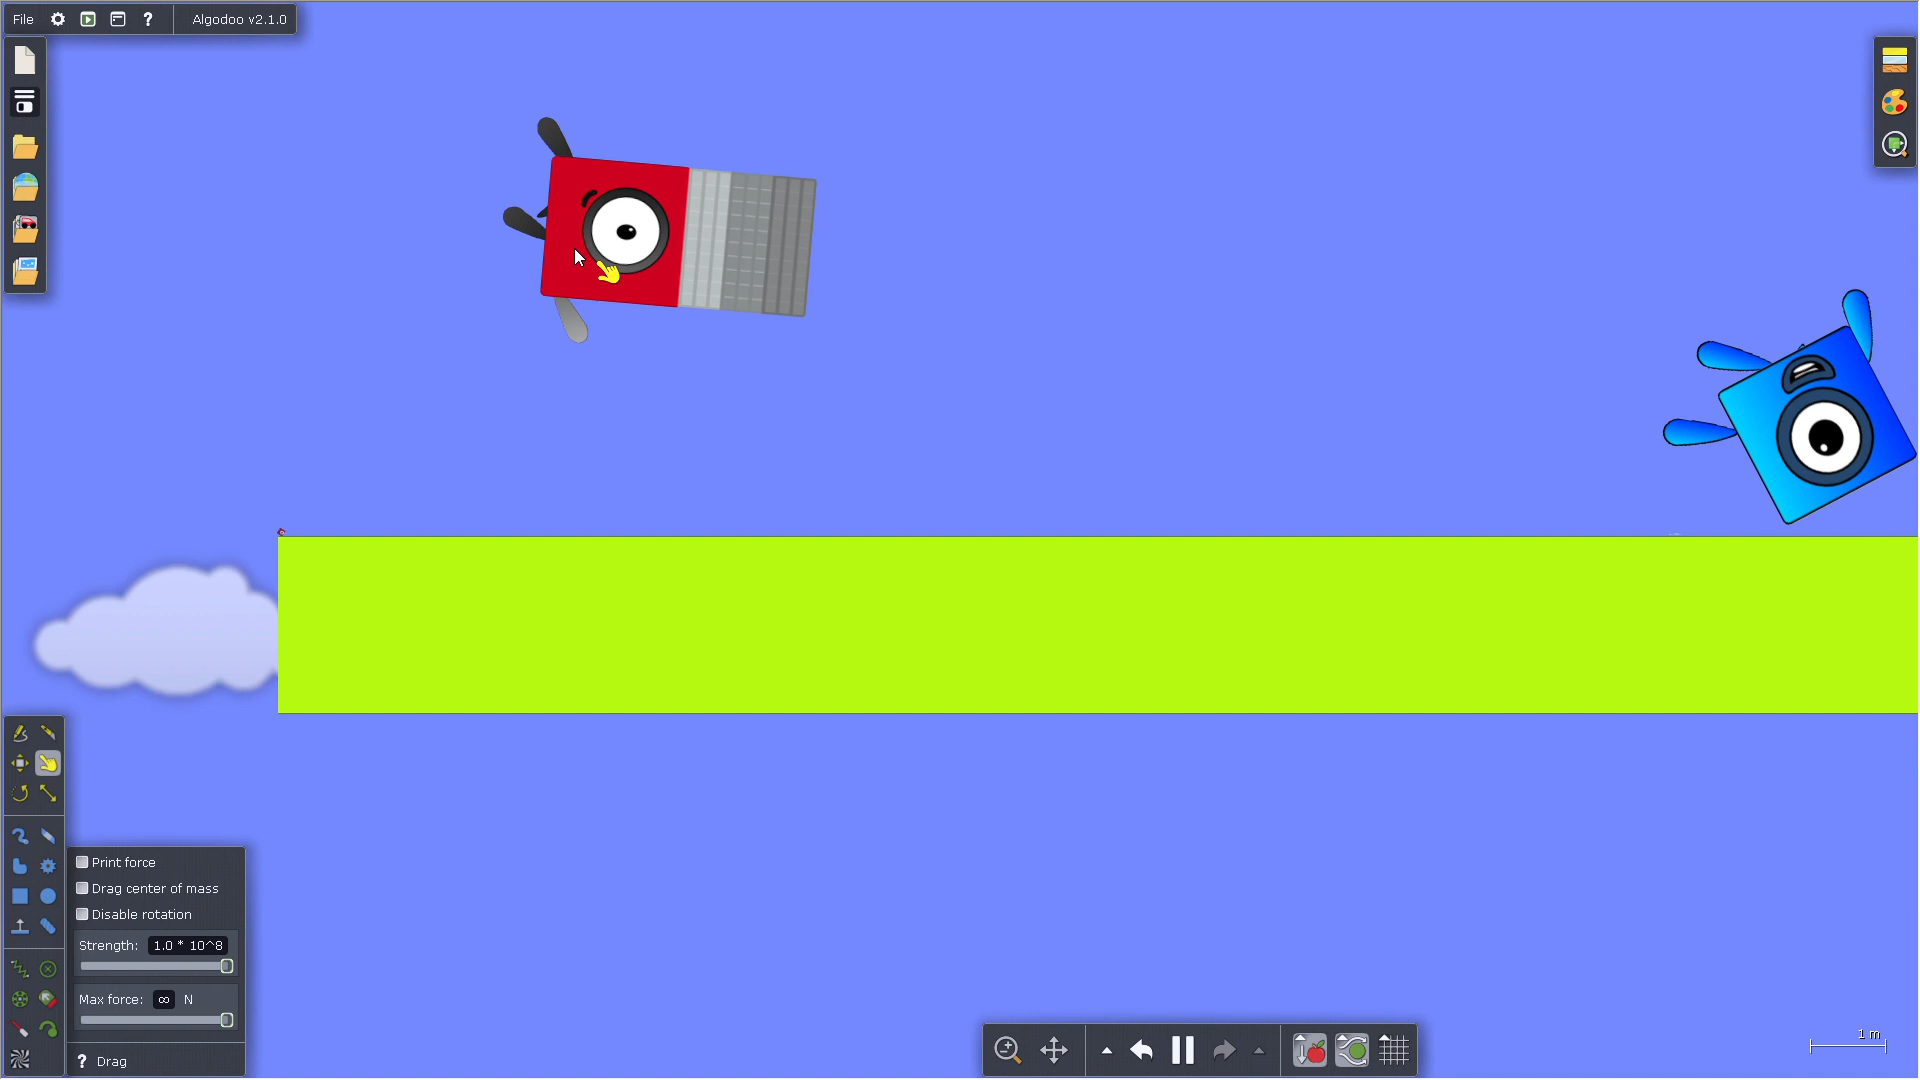 File
? Algodoo v2.1.0
Print force
Drag center of mass
Disable rotation
Strength: 1.0 * 10^8
Max force: ∞ N
? Drag
1 m